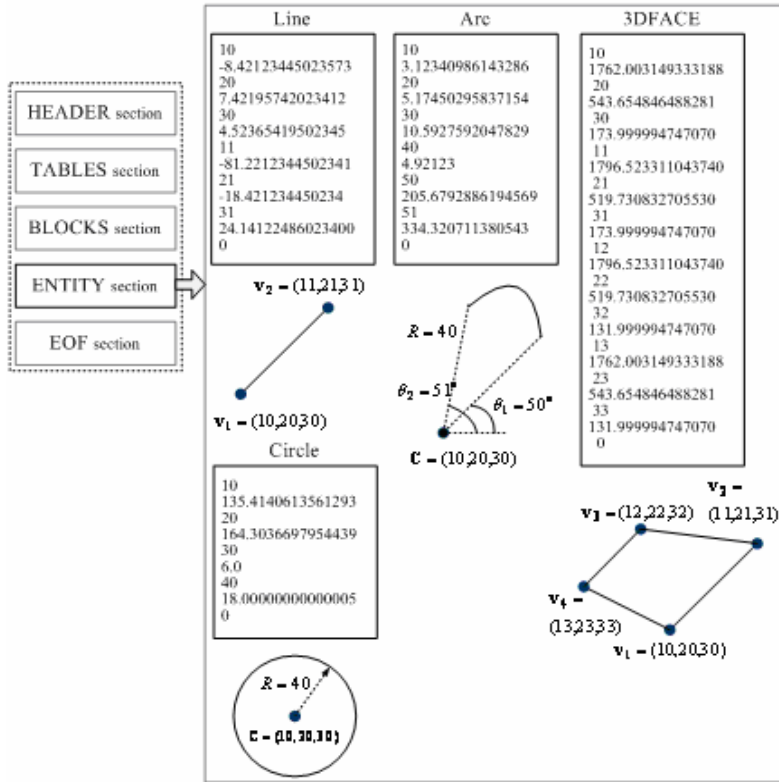 HEADER section
TABLES section
BLOCKS section
ENTITY section
EOF section
Line
10
-8.42123445023573
20
7.42195742023412
30
4.52365419502345
11
-81.2212344502341
21
-18.421234450234
31
24.14122486023400
0
v₂ = (11,21,31)
v₁ = (10,20,30)
Circle
10
135.4140613561293
20
164.3036697954439
30
6.0
40
18.00000000000005
0
R = 40
C = (10,20,30)
Arc
10
3.12340986143286
20
5.17450295837154
30
10.5927592047829
40
4.92123
50
205.6792886194569
51
334.320711380543
0
R = 40
θ₂ = 51°
θ₁ = 50°
C = (10,20,30)
3DFACE
10
1762.003149333188
20
543.654846488281
30
173.999994747070
11
1796.523311043740
21
519.730832705530
31
173.999994747070
12
1796.523311043740
22
519.730832705530
32
131.999994747070
13
1762.003149333188
23
543.654846488281
33
131.999994747070
0
v₂ =
(11,21,31)
v₃ = (12,22,32)
v₄ =
(13,23,33)
v₁ = (10,20,30)